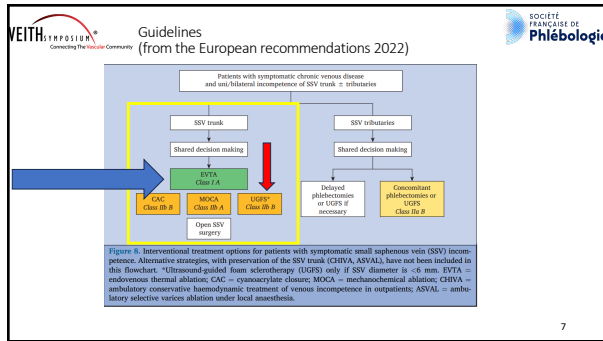 VEITHSYMPOSIUM®
Connecting The Vascular Community
Guidelines
(from the European recommendations 2022)
SOCIÉTÉ
FRANÇAISE DE
Phlébologie
Patients with symptomatic chronic venous disease
and uni/bilateral incompetence of SSV trunk ± tributaries
SSV trunk
SSV tributaries
Shared decision making
Shared decision making
EVTA
Class I A
CAC
Class IIb B
MOCA
Class IIb A
UGFS*
Class IIb B
Delayed
phlebectomies
or UGFS if
necessary
Concomitant
phlebectomies or
UGFS
Class IIa B
Open SSV
surgery
Figure 8. Interventional treatment options for patients with symptomatic small saphenous vein (SSV) incom-
petence. Alternative strategies, with preservation of the SSV trunk (CHIVA, ASVAL), have not been included in
this flowchart. *Ultrasound-guided foam sclerotherapy (UGFS) only if SSV diameter is <6 mm. EVTA =
endovenous thermal ablation; CAC = cyanoacrylate closure; MOCA = mechanochemical ablation; CHIVA =
ambulatory conservative haemodynamic treatment of venous incompetence in outpatients; ASVAL = ambu-
latory selective varices ablation under local anaesthesia.
7